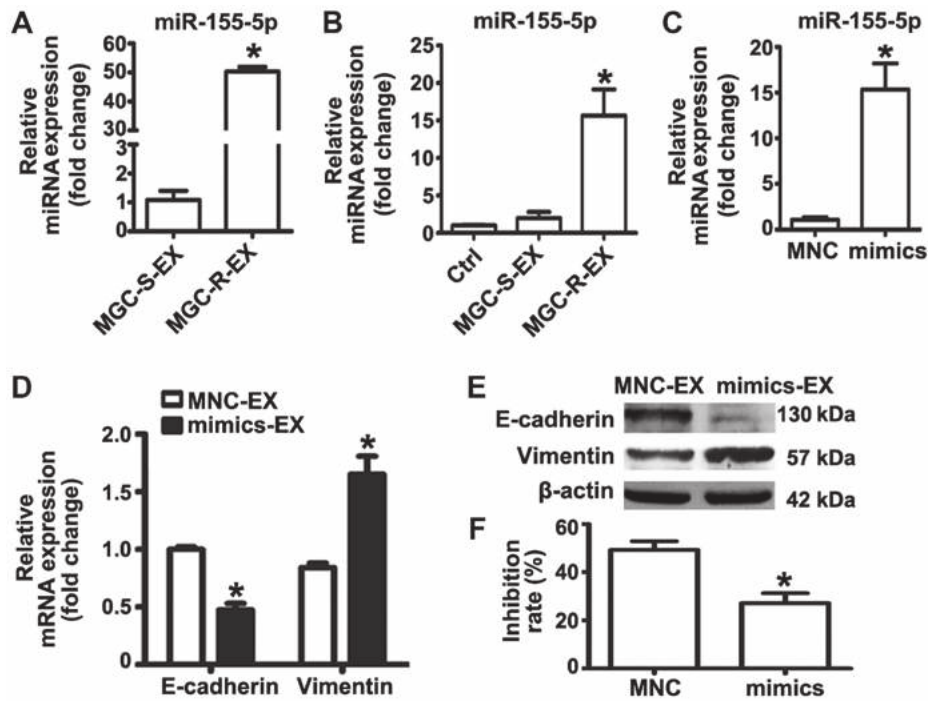 A
miR-155-5p
Relative
miRNA expression
(fold change)
60
50
40
30
3
2
1
0
*
MGC-S-EX
MGC-R-EX
B
miR-155-5p
Relative
miRNA expression
(fold change)
25
20
15
10
5
0
*
Ctrl
MGC-S-EX
MGC-R-EX
C
miR-155-5p
Relative
miRNA expression
(fold change)
20
15
10
5
0
*
MNC
mimics
D
MNC-EX
mimics-EX
Relative
mRNA expression
(fold change)
2.0
1.5
1.0
0.5
0
*
*
E-cadherin
Vimentin
E
MNC-EX mimics-EX
E-cadherin 130 kDa
Vimentin 57 kDa
β-actin 42 kDa
F
Inhibition
rate (%)
60
40
20
0
*
MNC
mimics